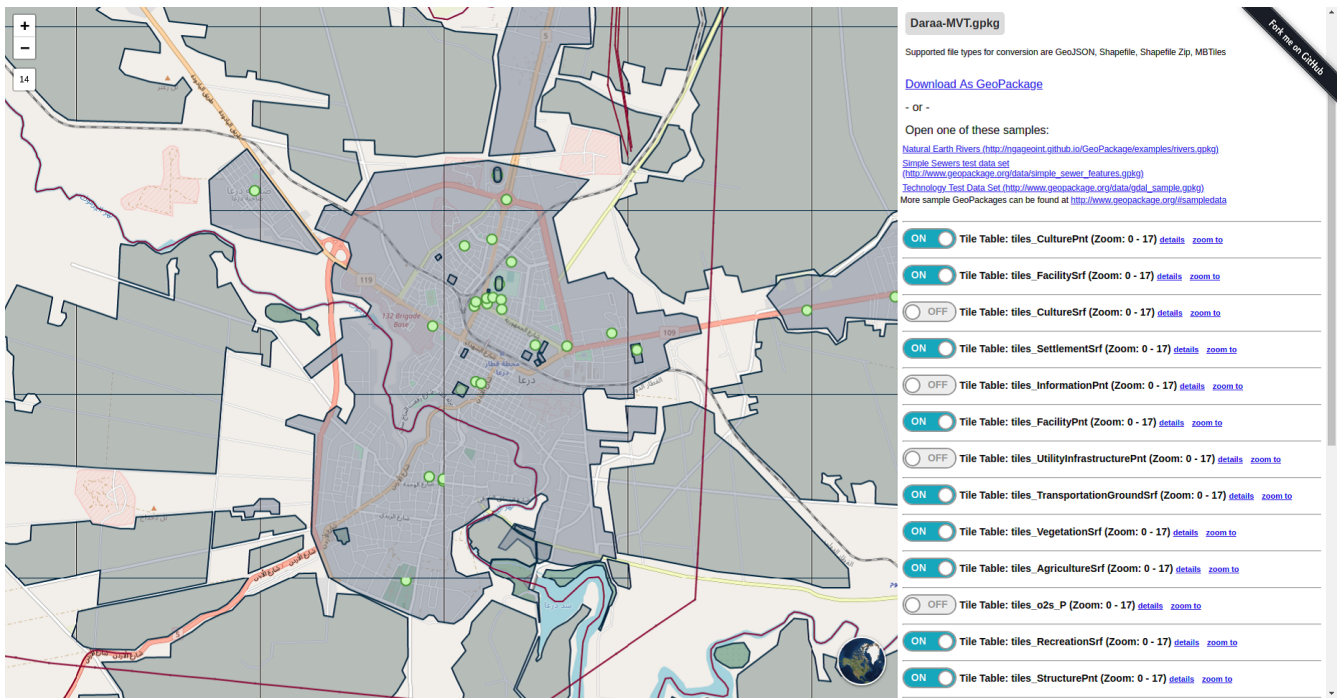 +
−
14
5
119
132 Brigade
Base
109
درعا
محطة قطار
درعا
سد درعا
5
Daraa-MVT.gpkg
Fork me on GitHub
Supported file types for conversion are GeoJSON, Shapefile, Shapefile Zip, MBTiles
Download As GeoPackage
- or -
Open one of these samples:
Natural Earth Rivers (http://ngageoint.github.io/GeoPackage/examples/rivers.gpkg)
Simple Sewers test data set
(http://www.geopackage.org/data/simple_sewer_features.gpkg)
Technology Test Data Set (http://www.geopackage.org/data/gdal_sample.gpkg)
More sample GeoPackages can be found at http://www.geopackage.org/#sampledata
ON Tile Table: tiles_CulturePnt (Zoom: 0 - 17) details zoom to
ON Tile Table: tiles_FacilitySrf (Zoom: 0 - 17) details zoom to
OFF Tile Table: tiles_CultureSrf (Zoom: 0 - 17) details zoom to
ON Tile Table: tiles_SettlementSrf (Zoom: 0 - 17) details zoom to
OFF Tile Table: tiles_InformationPnt (Zoom: 0 - 17) details zoom to
ON Tile Table: tiles_FacilityPnt (Zoom: 0 - 17) details zoom to
OFF Tile Table: tiles_UtilityInfrastructurePnt (Zoom: 0 - 17) details zoom to
ON Tile Table: tiles_TransportationGroundSrf (Zoom: 0 - 17) details zoom to
ON Tile Table: tiles_VegetationSrf (Zoom: 0 - 17) details zoom to
ON Tile Table: tiles_AgricultureSrf (Zoom: 0 - 17) details zoom to
OFF Tile Table: tiles_o2s_P (Zoom: 0 - 17) details zoom to
ON Tile Table: tiles_RecreationSrf (Zoom: 0 - 17) details zoom to
ON Tile Table: tiles_StructurePnt (Zoom: 0 - 17) details zoom to